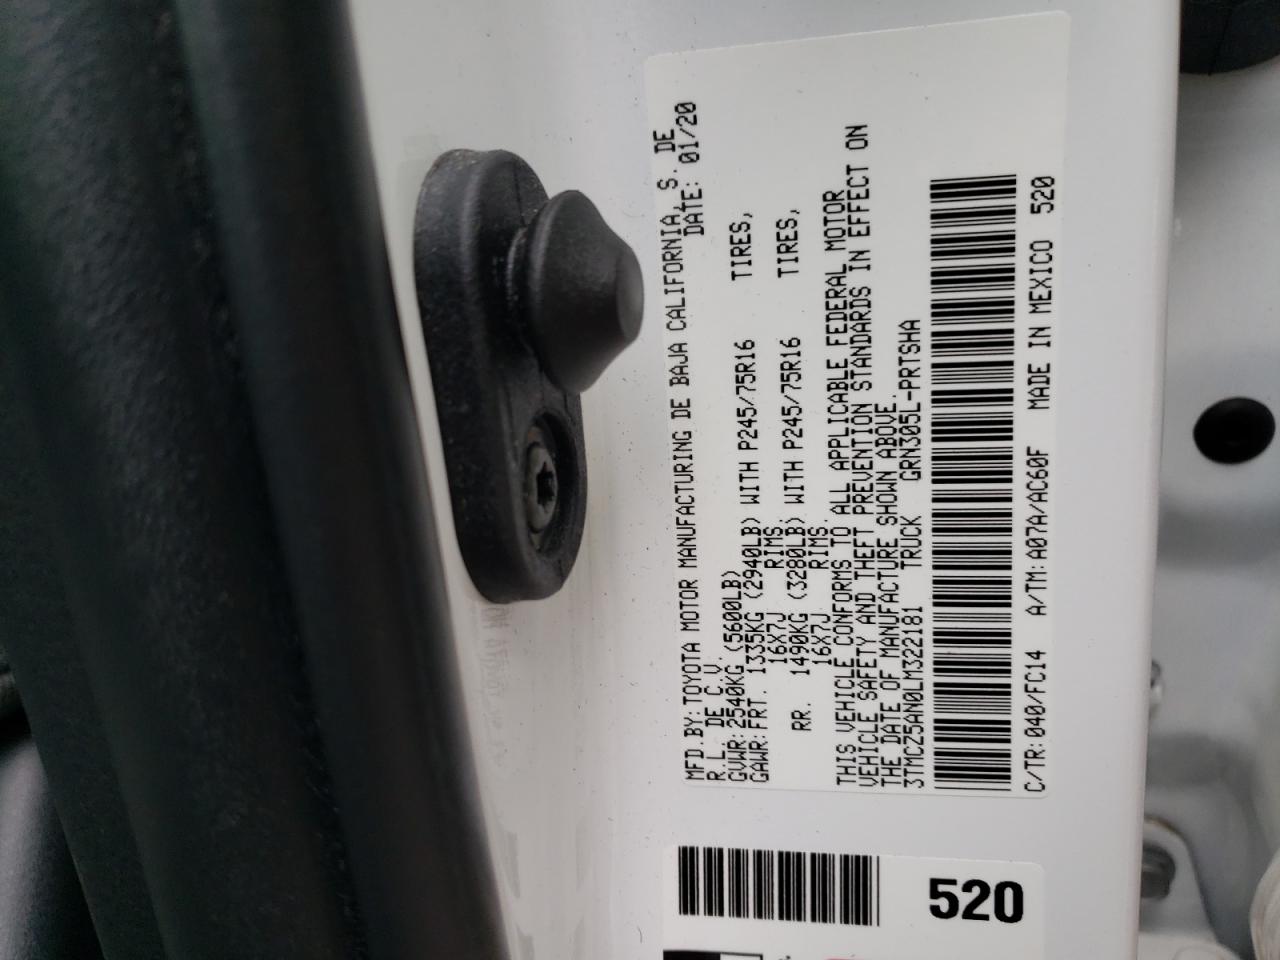 MFD.BY:TOYOTA MOTOR MANUFACTURING DE BAJA CALIFORNIA, S. DE
R.L. DE C.V. DATE: 01/20
GVWR:2540KG (5600LB)
GAWR:FRT. 1335KG (2940LB) WITH P245/75R16 TIRES,
16X7J RIMS.
RR. 1490KG (3280LB) WITH P245/75R16 TIRES,
16X7J RIMS.
THIS VEHICLE CONFORMS TO ALL APPLICABLE FEDERAL MOTOR
VEHICLE SAFETY AND THEFT PREVENTION STANDARDS IN EFFECT ON
THE DATE OF MANUFACTURE SHOWN ABOVE.
3TMCZ5AN0LM322181 TRUCK GRN305L-PRTSHA
C/TR:040/FC14 A/TM:A07A/AC60F MADE IN MEXICO 520
520